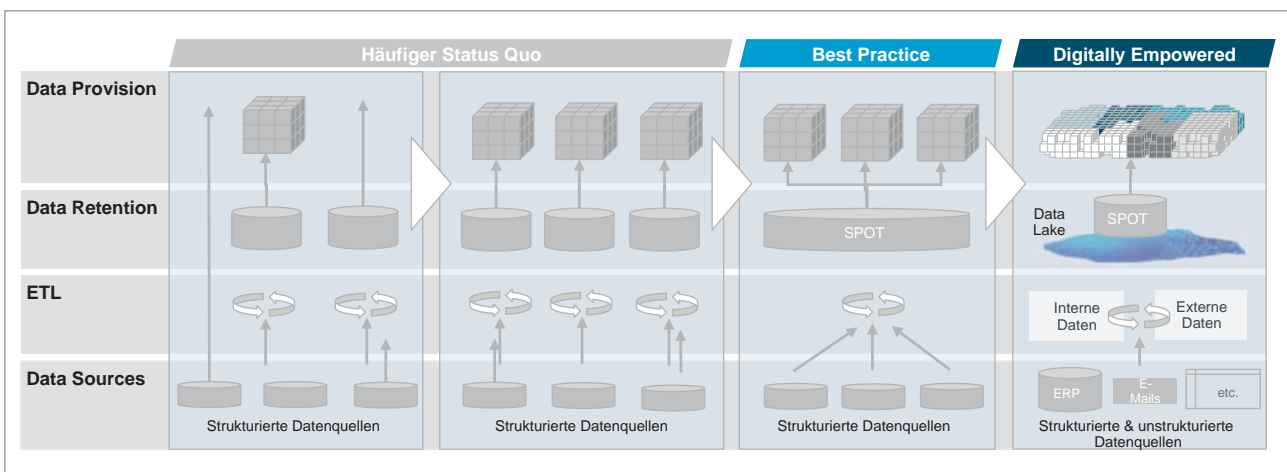 Häufiger Status Quo
Best Practice
Digitally Empowered
Data Provision
Data Retention
SPOT
Data
Lake
SPOT
ETL
Interne
Daten
Externe
Daten
Data Sources
ERP
E-
Mails
etc.
Strukturierte Datenquellen
Strukturierte Datenquellen
Strukturierte Datenquellen
Strukturierte & unstrukturierte
Datenquellen